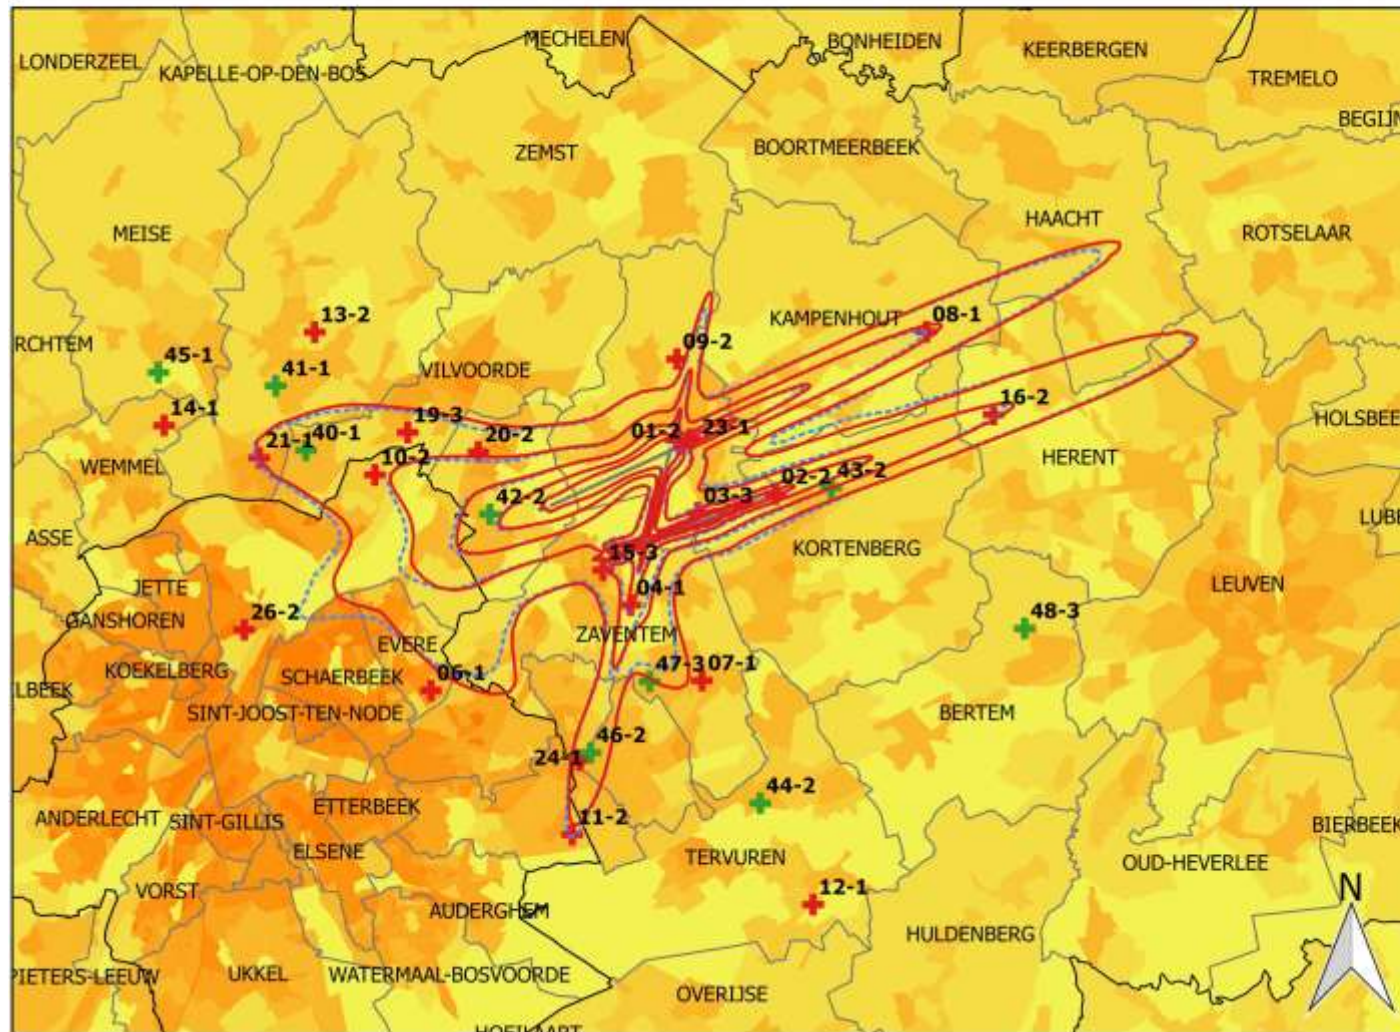 MECHELEN
BONHEIDEN
KEERBERGEN
LONDERZEEL
KAPELLE-OP-DEN-BOS
TREMELO
BEGIJN
ZEMST
BOORTMEERBEEK
HAACHT
MEISE
ROTSELAAR
13-2
KAMPENHOUT
08-1
RCHTEM
45-1
09-2
41-1
VILVOORDE
14-1
16-2
HOLSBEE
19-3
40-1
21-1
20-2
01-2
23-1
WEMMEL
10-2
HERENT
02-2
43-2
42-2
03-3
ASSE
KORTENBERG
15-3
JETTE
LEUVEN
04-1
GANSHOREN
26-2
ZAVENTEM
48-3
EVERE
KOEKELBERG
SCHAERBEEK
47-3
07-1
06-1
SINT-JOOST-TEN-NODE
BERTEM
46-2
24-1
44-2
ETTERBEEK
ANDERLECHT
SINT-GILLIS
11-2
BIERBEEK
ELSENE
TERVUREN
OUD-HEVERLEE
VORST
12-1
N
AUDERGHEM
HULDENBERG
PIETERS-LEEUW
UKKEL
WATERMAAL-BOSVOORDE
OVERIJSE